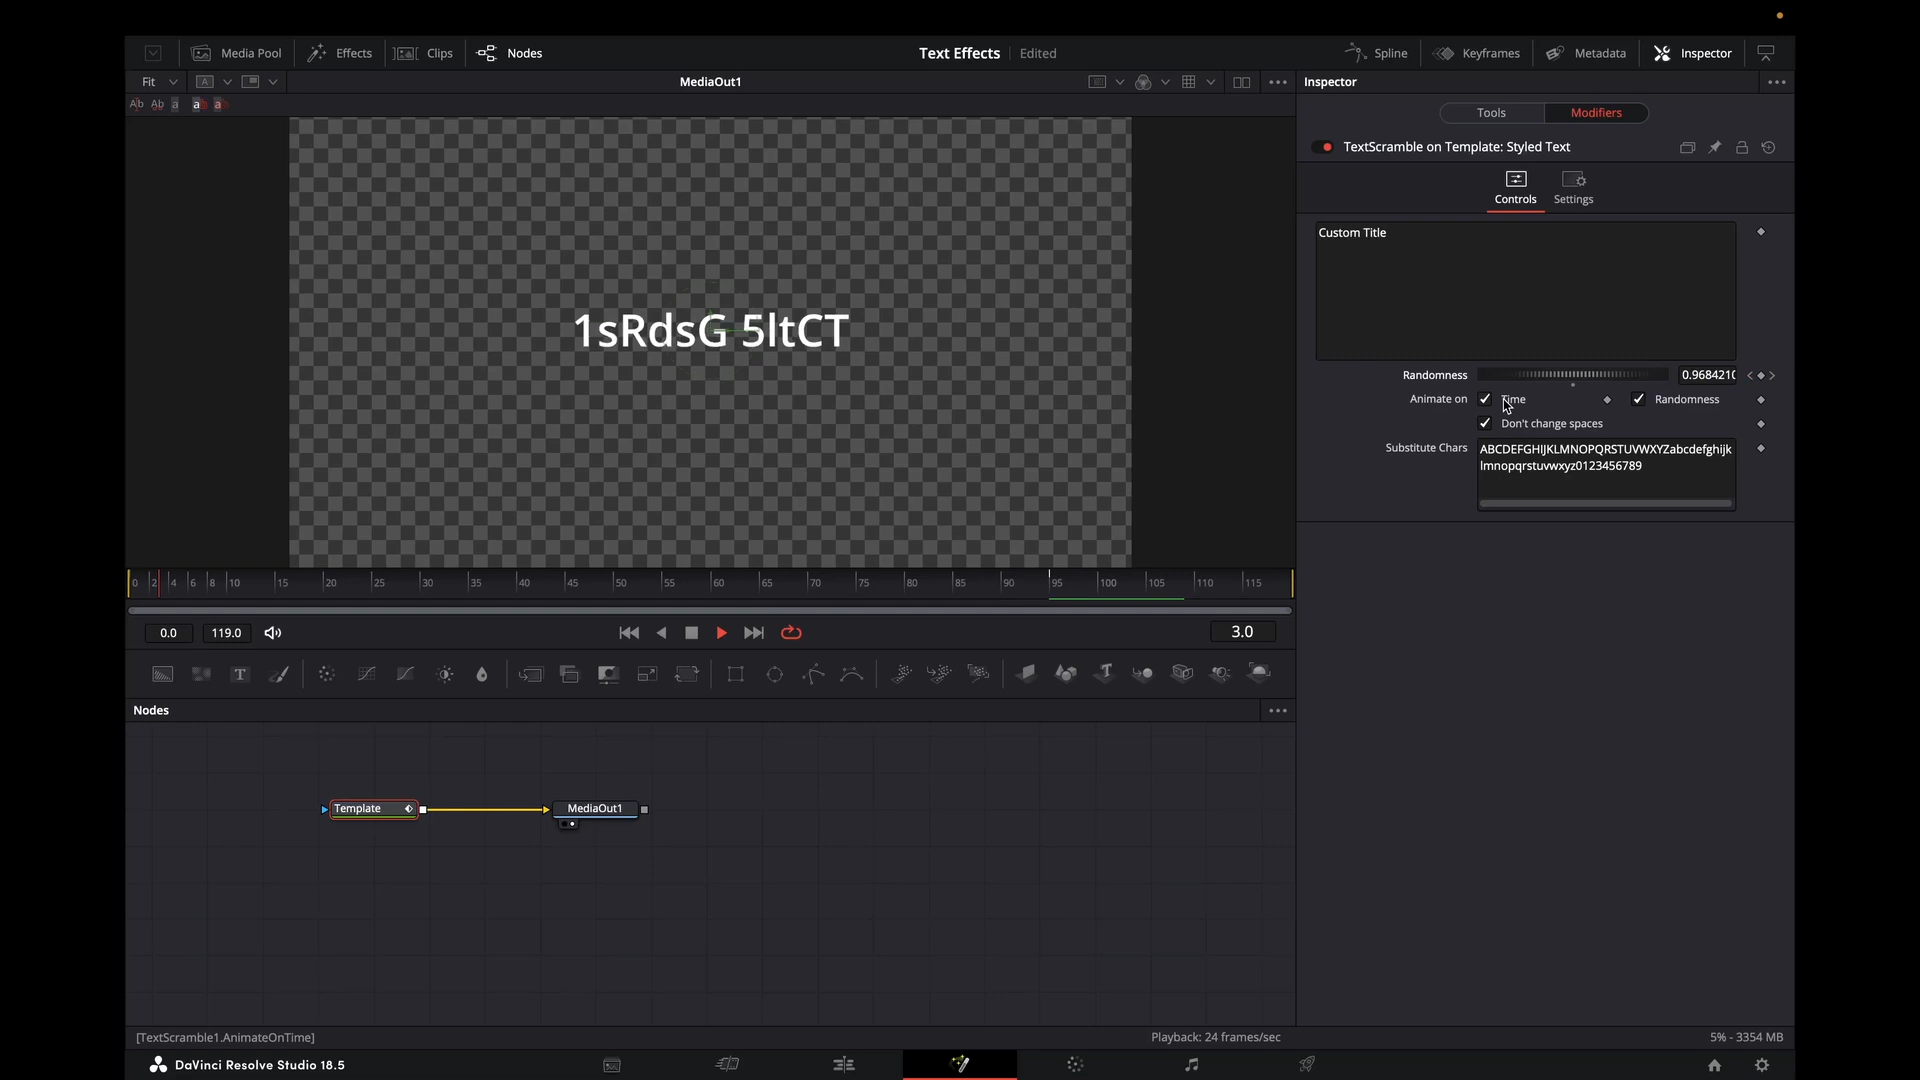 Media Pool Effects Clips Nodes Text Effects Edited Spline Keyframes Metadata Inspector
Fit A MediaOut1 Inspector
Ab Ab a a a
Tools Modifiers
TextScramble on Template: Styled Text
Controls Settings
Custom Title
1sRdsG 5ltCT
Randomness 0.9684210
Animate on Time Randomness
Don't change spaces
Substitute Chars ABCDEFGHIJKLMNOPQRSTUVWXYZabcdefghijk
lmnopqrstuvwxyz0123456789
0 2 4 6 8 10 15 20 25 30 35 40 45 50 55 60 65 70 75 80 85 90 95 100 105 110 115
0.0 119.0 3.0
T T
Nodes
Template MediaOut1
[TextScramble1.AnimateOnTime] Playback: 24 frames/sec 5% - 3354 MB
DaVinci Resolve Studio 18.5